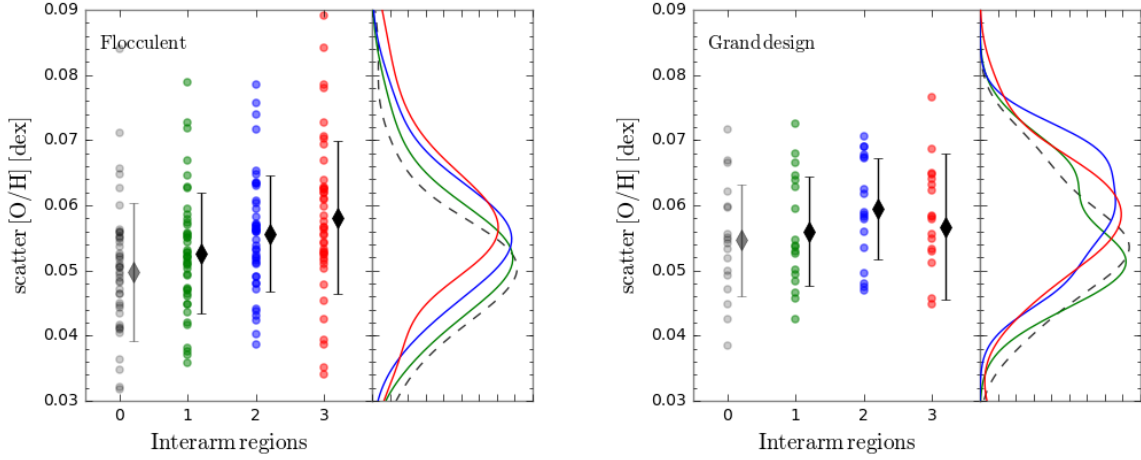 0.09
0.08
0.07
0.06
0.05
0.04
0.03
scatter [O/H] [dex]
Flocculent
0 1 2 3
Interarm regions
0.09
0.08
0.07
0.06
0.05
0.04
0.03
scatter [O/H] [dex]
Grand design
0 1 2 3
Interarm regions